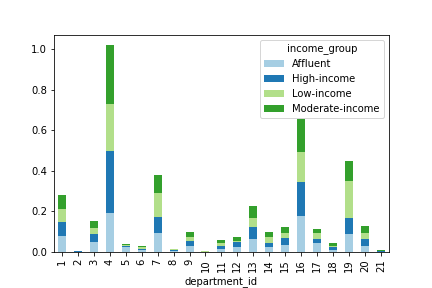 income_group
Affluent
High-income
Low-income
Moderate-income
1.0
0.8
0.6
0.4
0.2
0.0
1 2 3 4 5 6 7 8 9 10 11 12 13 14 15 16 17 18 19 20 21
department_id